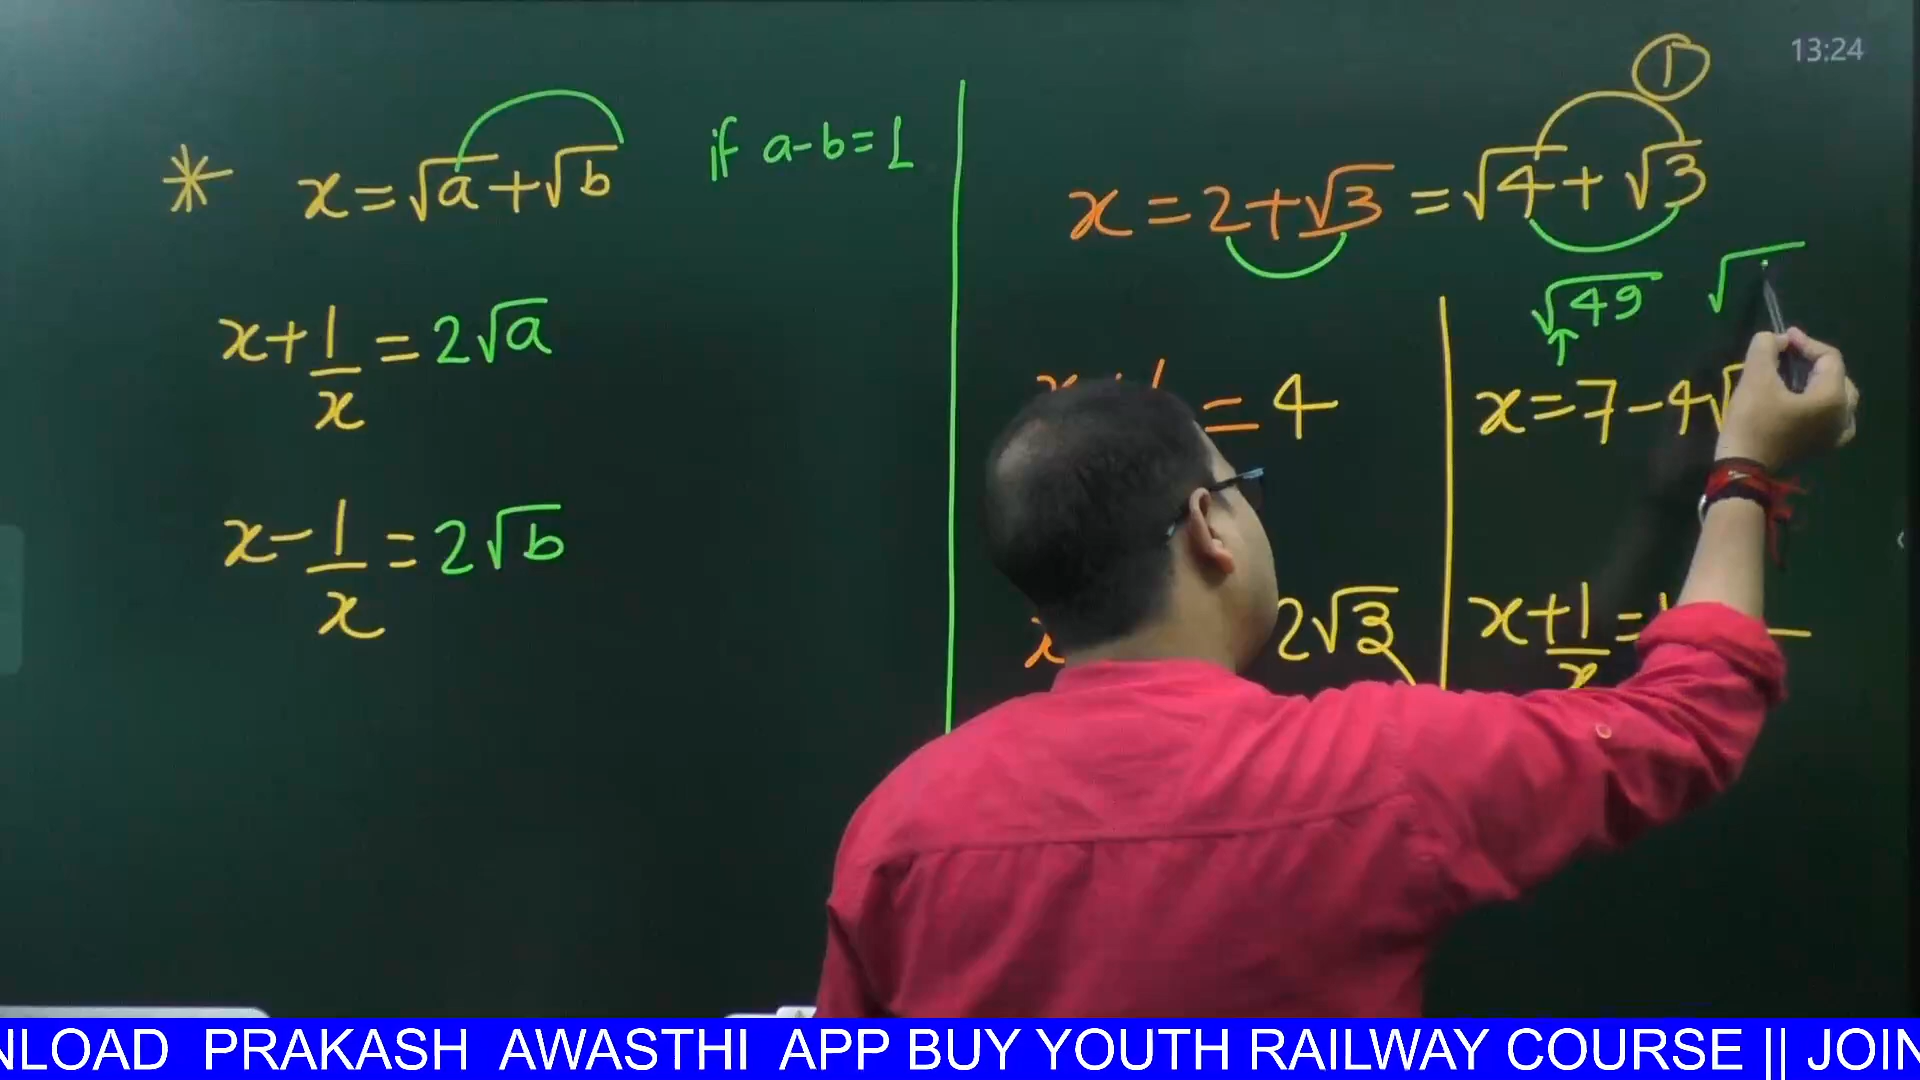 13:24
* x=√a+√b if a-b=1
x+1/x=2√a
x-1/x=2√b
①
x=2+√3=√4+√3
√49 √
=4
2√3
x=7-4√
x+1/x=
NLOAD PRAKASH AWASTHI APP BUY YOUTH RAILWAY COURSE || JOIN